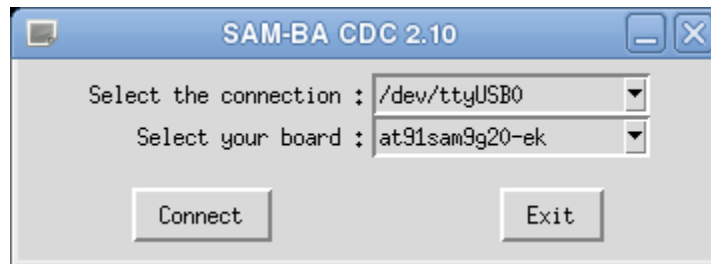 SAM-BA CDC 2.10
Select the connection : /dev/ttyUSB0
Select your board : at91sam9g20-ek
Connect Exit